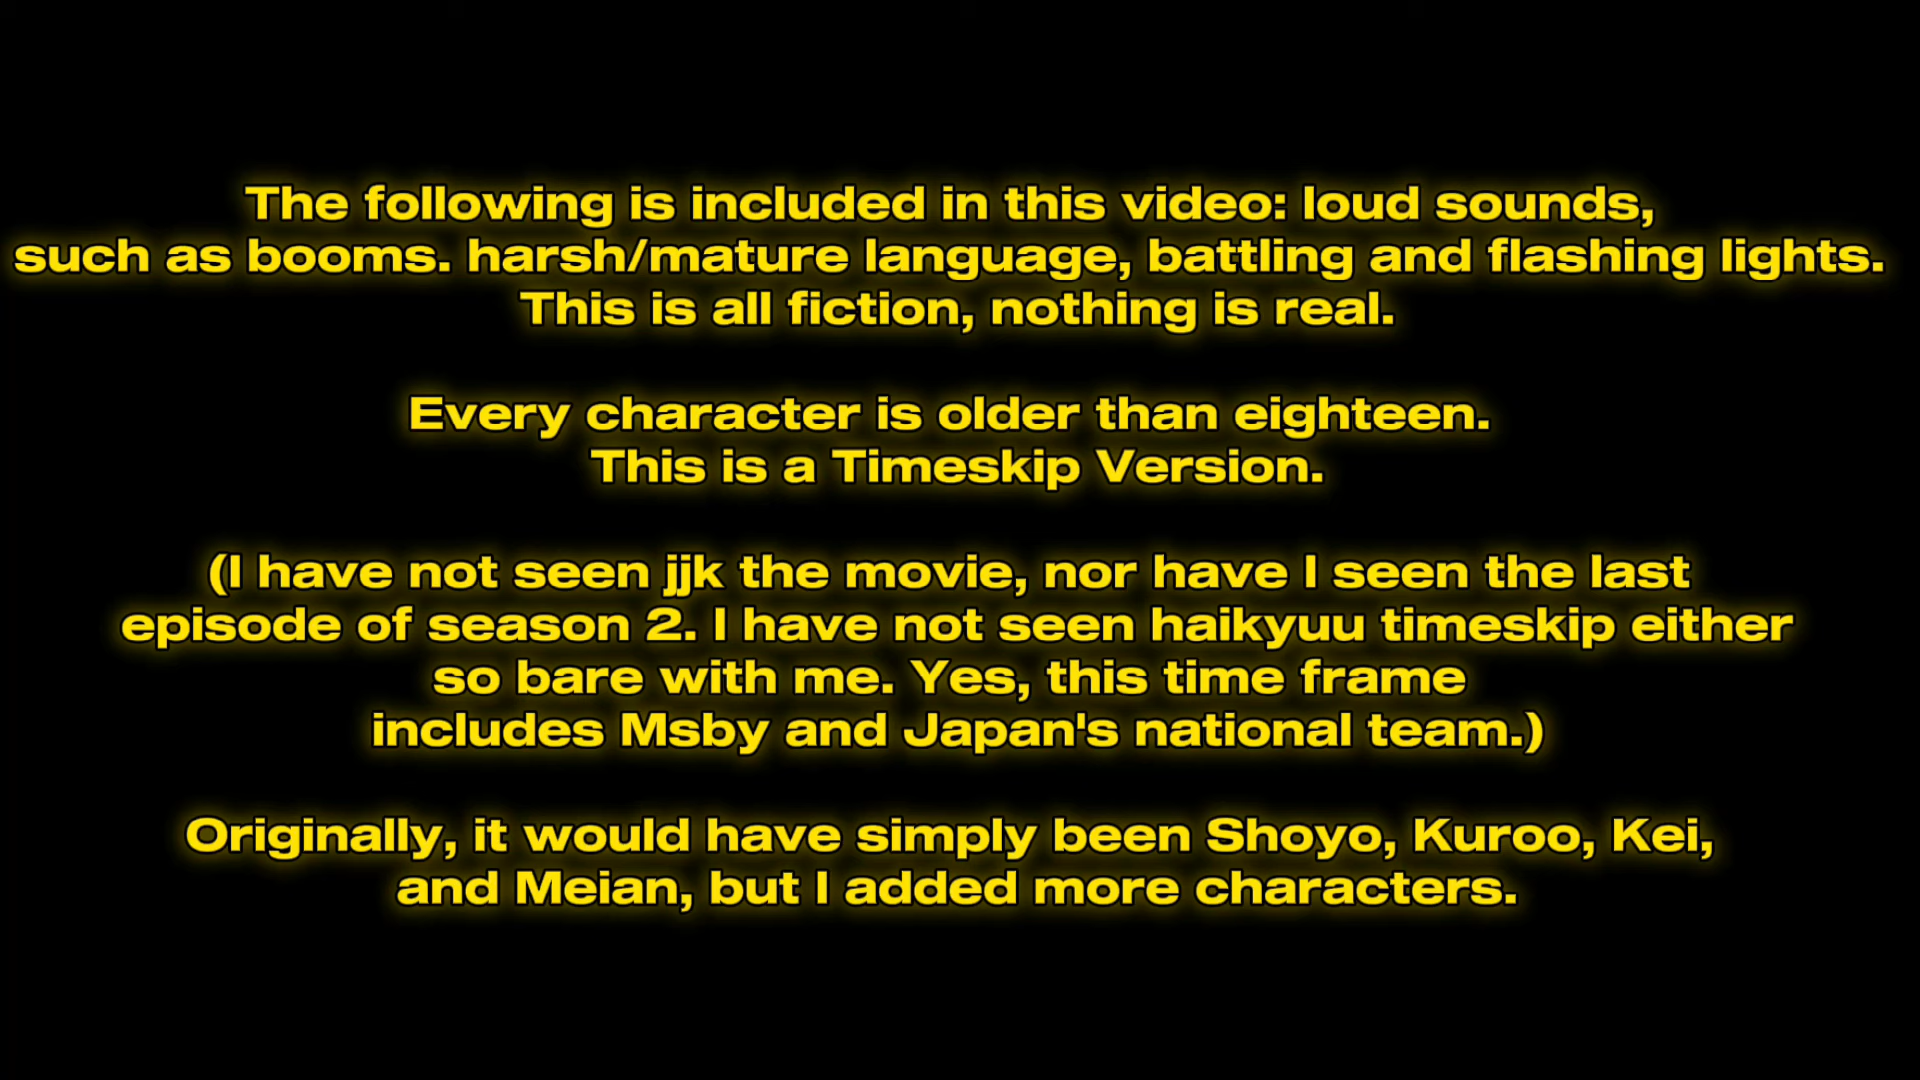 The following is included in this video: loud sounds,
such as booms. harsh/mature language, battling and flashing lights.
This is all fiction, nothing is real.
Every character is older than eighteen.
This is a Timeskip Version.
(I have not seen jjk the movie, nor have I seen the last
episode of season 2. I have not seen haikyuu timeskip either
so bare with me. Yes, this time frame
includes Msby and Japan's national team.)
Originally, it would have simply been Shoyo, Kuroo, Kei,
and Meian, but I added more characters.